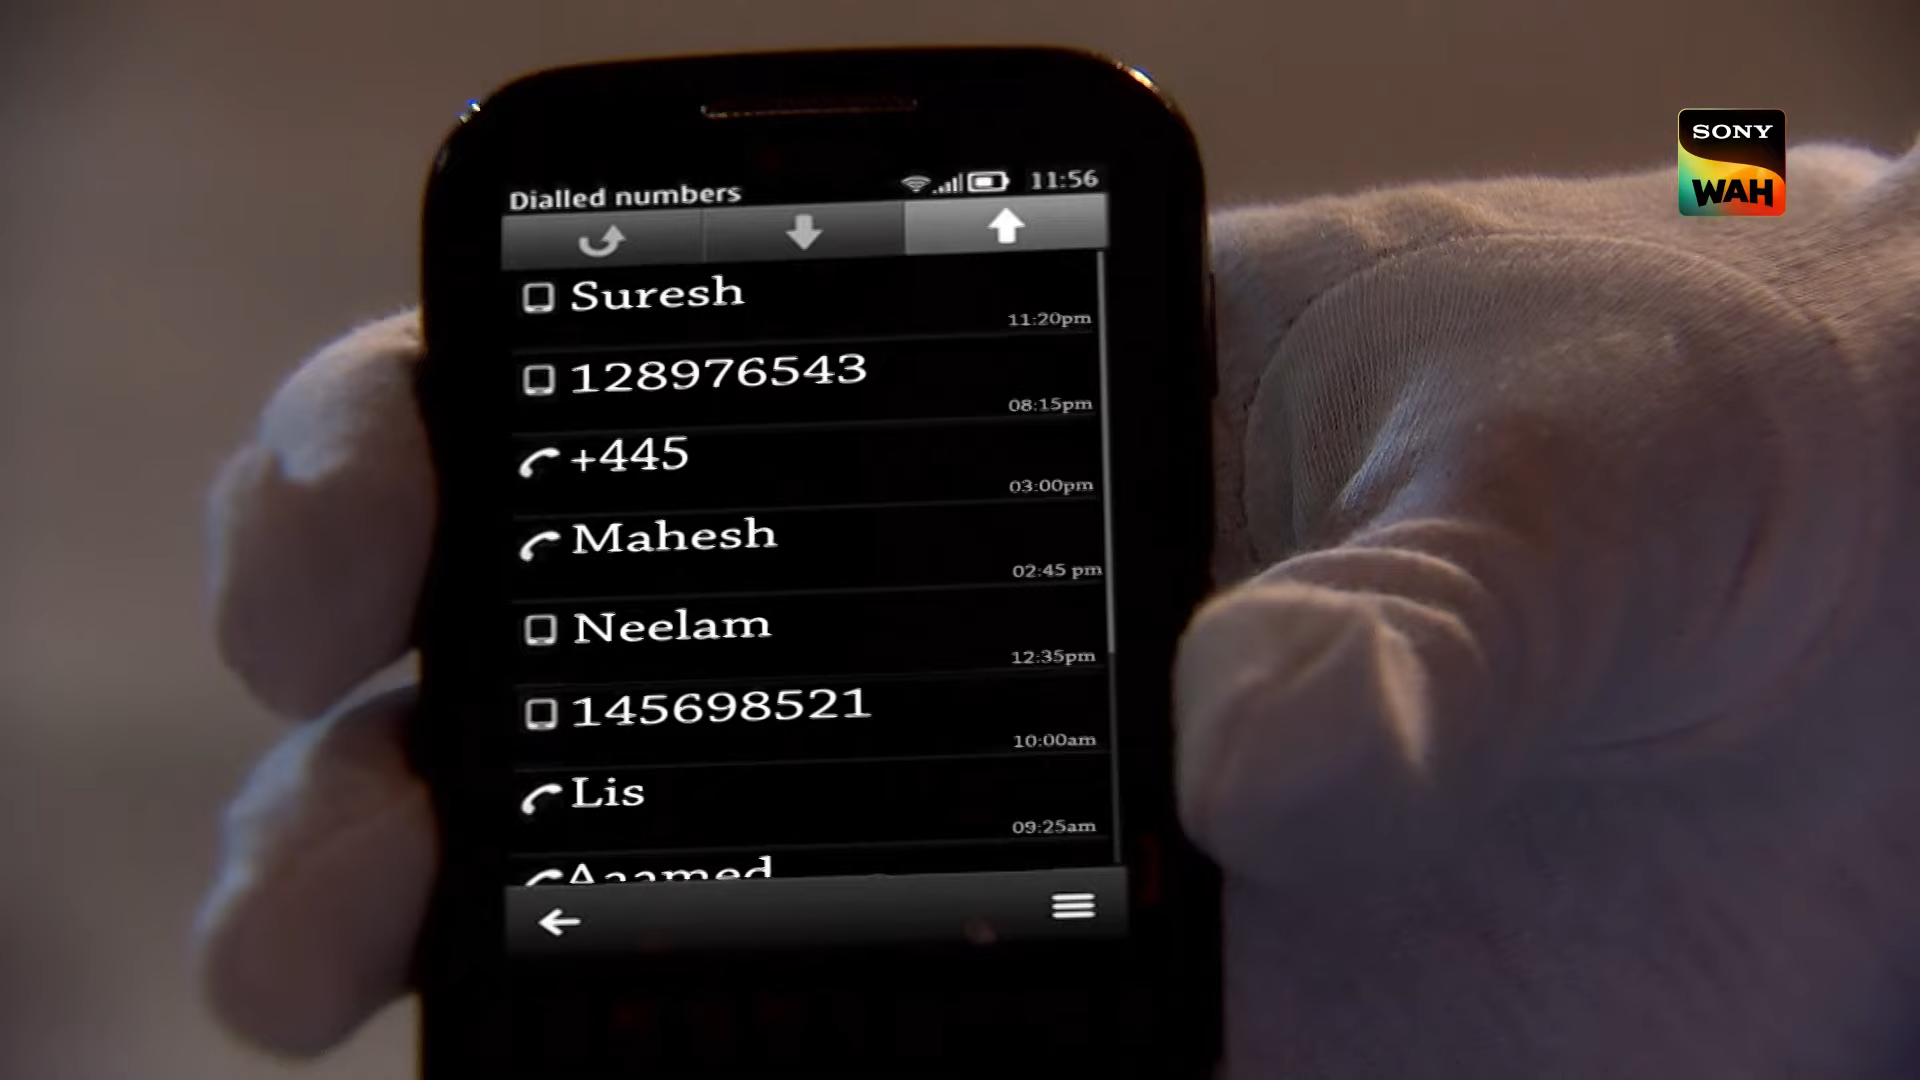 SONY
WAH
Dialled numbers 11:56
Suresh
11:20pm
128976543
08:15pm
+445
03:00pm
Mahesh
02:45 pm
Neelam
12:35pm
145698521
10:00am
Lis
09:25am
Aaamed